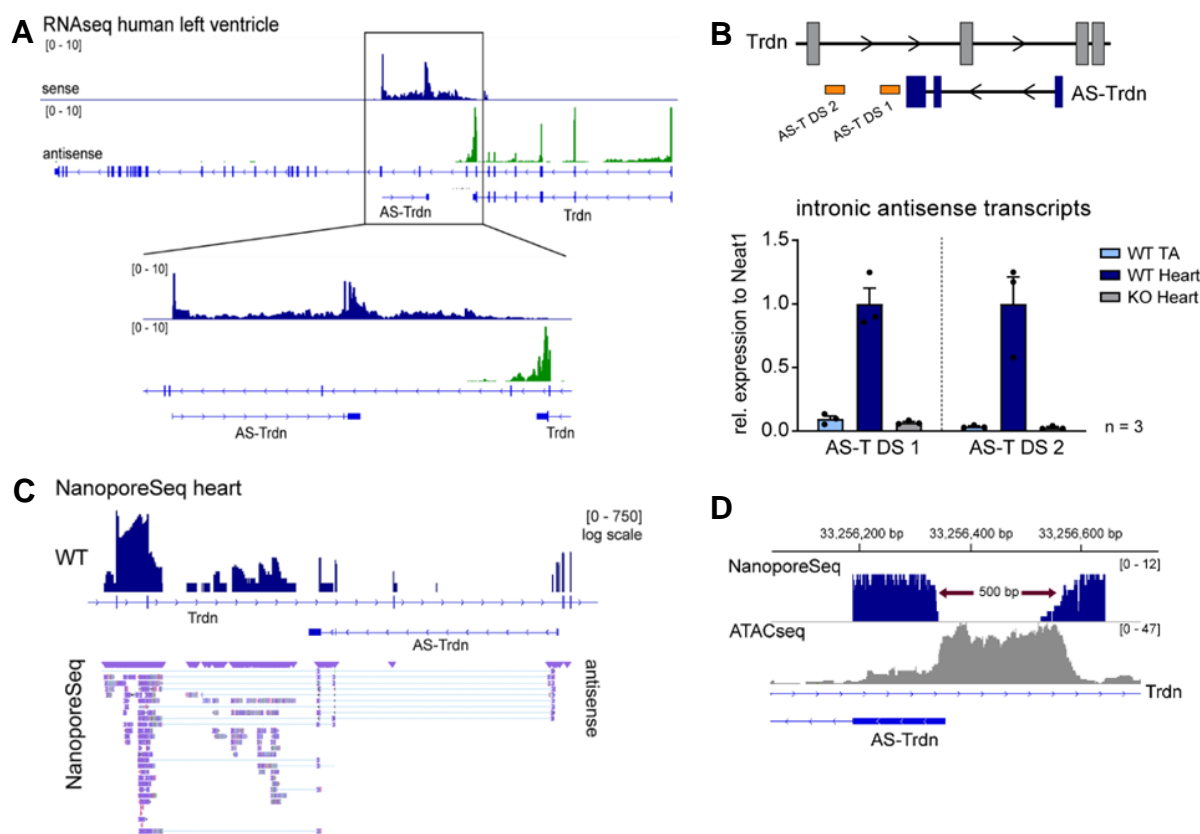 A
RNAseq human left ventricle
[0 - 10]
sense
[0 - 10]
antisense
AS-Trdn
Trdn
[0 - 10]
[0 - 10]
AS-Trdn
Trdn
B
Trdn
AS-Trdn
AS-T DS 2
AS-T DS 1
intronic antisense transcripts
rel. expression to Neat1
1.5
1.0
0.5
0.0
WT TA
WT Heart
KO Heart
AS-T DS 1
AS-T DS 2
n = 3
C
NanoporeSeq heart
[0 - 750]
log scale
WT
Trdn
AS-Trdn
NanoporeSeq
antisense
D
33,256,200 bp
33,256,400 bp
33,256,600 bp
NanoporeSeq
[0 - 12]
500 bp
ATACseq
[0 - 47]
Trdn
AS-Trdn